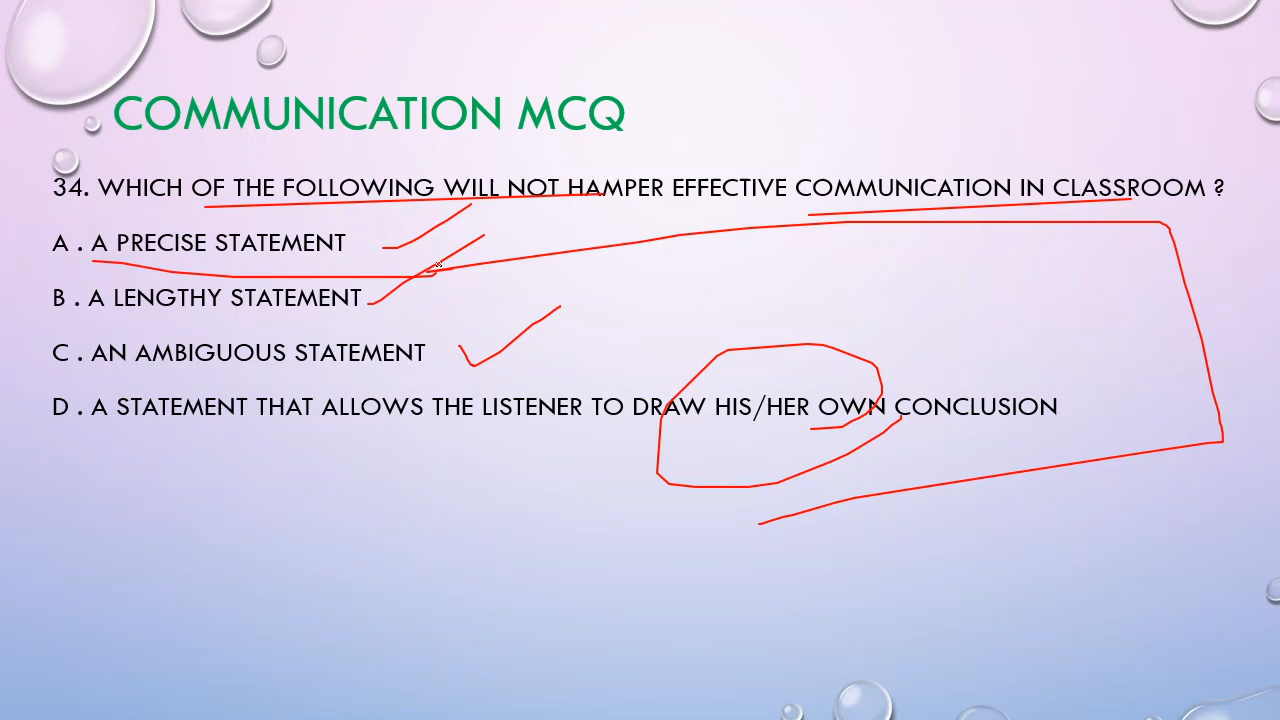 COMMUNICATION MCQ
34. WHICH OF THE FOLLOWING WILL NOT HAMPER EFFECTIVE COMMUNICATION IN CLASSROOM ?
A . A PRECISE STATEMENT
B . A LENGTHY STATEMENT
C . AN AMBIGUOUS STATEMENT
D . A STATEMENT THAT ALLOWS THE LISTENER TO DRAW HIS/HER OWN CONCLUSION